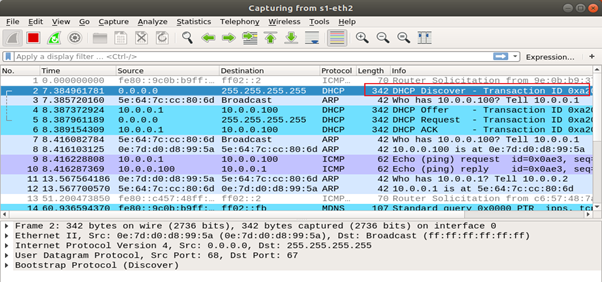 Capturing from s1-eth2
File Edit View Go Capture Analyze Statistics Telephony Wireless Tools Help
Apply a display filter ... <Ctrl-/> Expression... +
No. Time Source Destination Protocol Length Info
1 0.000000000 fe80::9c0b:b9ff:… ff02::2 ICMP… 70 Router Solicitation from 9e:0b:b9:3
2 7.384961781 0.0.0.0 255.255.255.255 DHCP 342 DHCP Discover - Transaction ID 0xa20
3 7.385720160 5e:64:7c:cc:80:6d Broadcast ARP 42 Who has 10.0.0.100? Tell 10.0.0.1
4 8.387372924 10.0.0.1 10.0.0.100 DHCP 342 DHCP Offer - Transaction ID 0xa20
5 8.387961189 0.0.0.0 255.255.255.255 DHCP 342 DHCP Request - Transaction ID 0xa20
6 8.389154309 10.0.0.1 10.0.0.100 DHCP 342 DHCP ACK - Transaction ID 0xa20
7 8.416082784 5e:64:7c:cc:80:6d Broadcast ARP 42 Who has 10.0.0.100? Tell 10.0.0.1
8 8.416103125 0e:7d:d0:d8:99:5a 5e:64:7c:cc:80:6d ARP 42 10.0.0.100 is at 0e:7d:d0:d8:99:5a
9 8.416228808 10.0.0.1 10.0.0.100 ICMP 62 Echo (ping) request id=0x0ae3, seq=
10 8.416287369 10.0.0.100 10.0.0.1 ICMP 62 Echo (ping) reply id=0x0ae3, seq=
11 13.567564186 0e:7d:d0:d8:99:5a 5e:64:7c:cc:80:6d ARP 42 Who has 10.0.0.1? Tell 10.0.0.2
12 13.567700570 5e:64:7c:cc:80:6d 0e:7d:d0:d8:99:5a ARP 42 10.0.0.1 is at 5e:64:7c:cc:80:6d
13 51.200473850 fe80::c457:48ff:… ff02::2 ICMP… 70 Router Solicitation from c6:57:48:7
14 60.936594370 fe80::9c0b:b9ff:… ff02::fb MDNS 107 Standard query 0x0000 PTR _ipps._tcp
Frame 2: 342 bytes on wire (2736 bits), 342 bytes captured (2736 bits) on interface 0
Ethernet II, Src: 0e:7d:d0:d8:99:5a (0e:7d:d0:d8:99:5a), Dst: Broadcast (ff:ff:ff:ff:ff:ff)
Internet Protocol Version 4, Src: 0.0.0.0, Dst: 255.255.255.255
User Datagram Protocol, Src Port: 68, Dst Port: 67
Bootstrap Protocol (Discover)